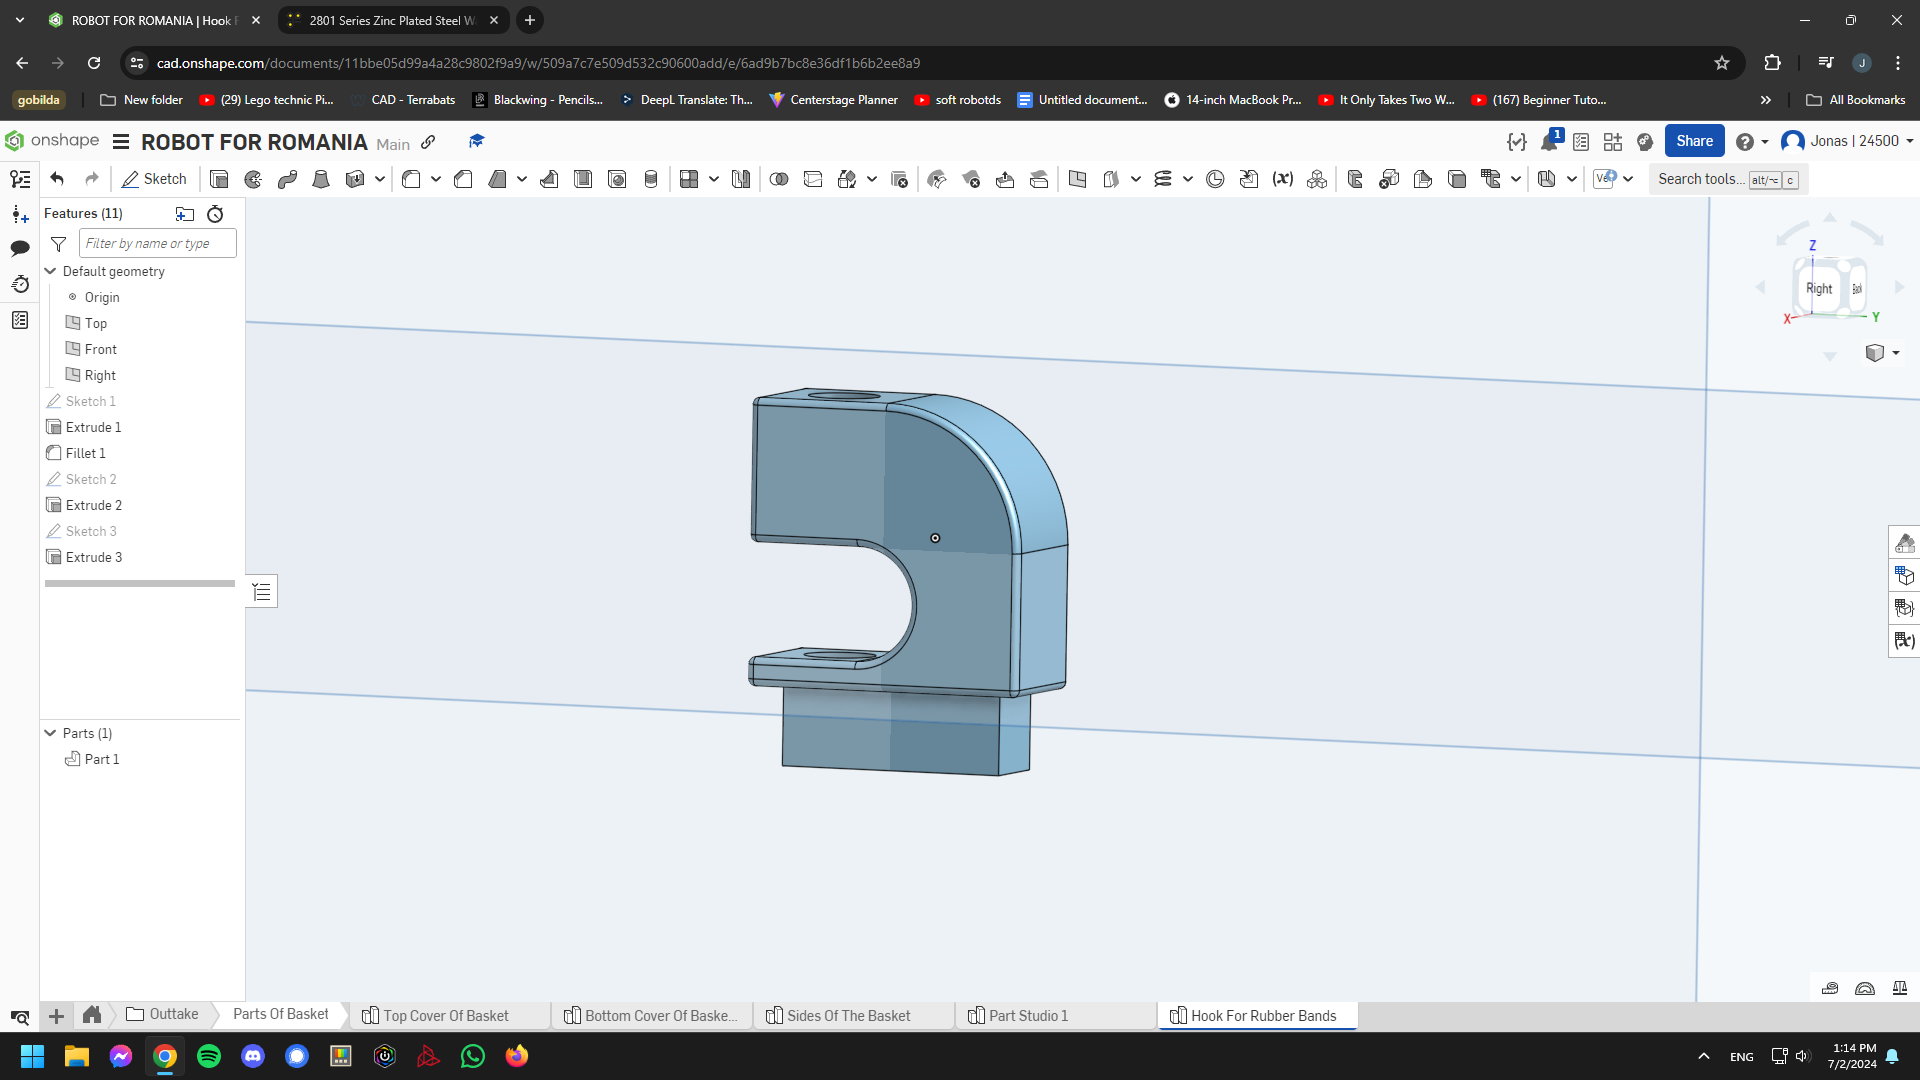 ROBOT FOR ROMANIA | Hook F
2801 Series Zinc Plated Steel W
cad.onshape.com/documents/11bbe05d99a4a28c9802f9a9/w/509a7c7e509d532c90600add/e/6ad9b7bc8e36df1b6b2ee8a9
J
gobilda
New folder
(29) Lego technic Pi...
CAD - Terrabats
Blackwing - Pencils...
DeepL Translate: Th...
Centerstage Planner
soft robotds
Untitled document...
14-inch MacBook Pr...
It Only Takes Two W...
(167) Beginner Tuto...
All Bookmarks
onshape
ROBOT FOR ROMANIA Main
1
Share
Jonas | 24500
Sketch
Search tools... alt/⌥ c
Features (11)
Filter by name or type
Default geometry
Origin
Top
Front
Right
Sketch 1
Extrude 1
Fillet 1
Sketch 2
Extrude 2
Sketch 3
Extrude 3
Parts (1)
Part 1
Z
Right
Back
X
Y
Outtake
Parts Of Basket
Top Cover Of Basket
Bottom Cover Of Baske...
Sides Of The Basket
Part Studio 1
Hook For Rubber Bands
ENG
1:14 PM
7/2/2024